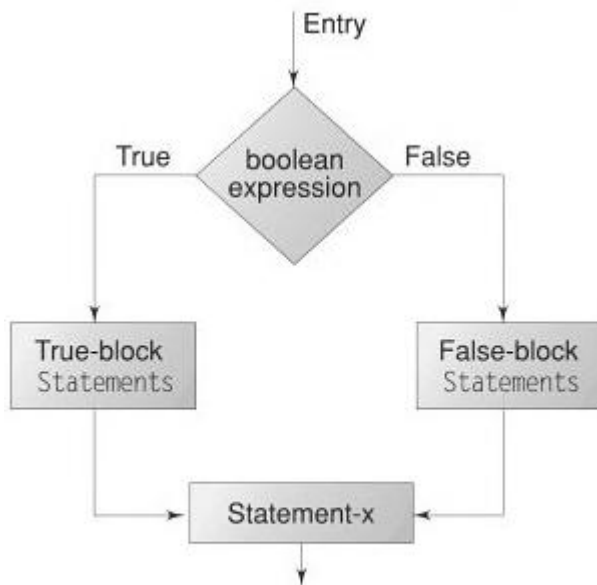 Entry
True
boolean
expression
False
True-block
Statements
False-block
Statements
Statement-x